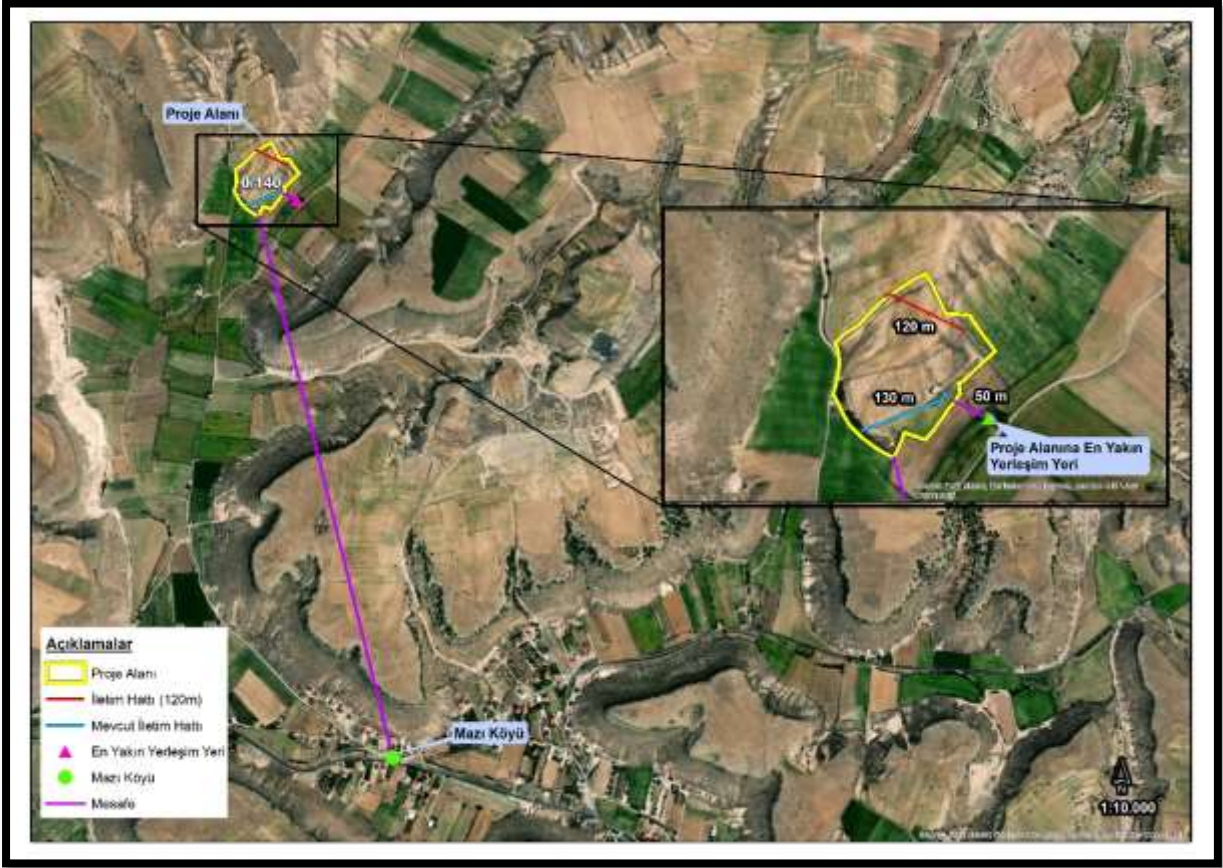 Proje Alanı
0/140
120 m
130 m
50 m
Proje Alanına En Yakın
Yerleşim Yeri
Mazı Köyü
Açıklamalar
Proje Alanı
İletim Hattı (120m)
Mevcut İletim Hattı
En Yakın Yerleşim Yeri
Mazı Köyü
Mesafe
N
1:10.000